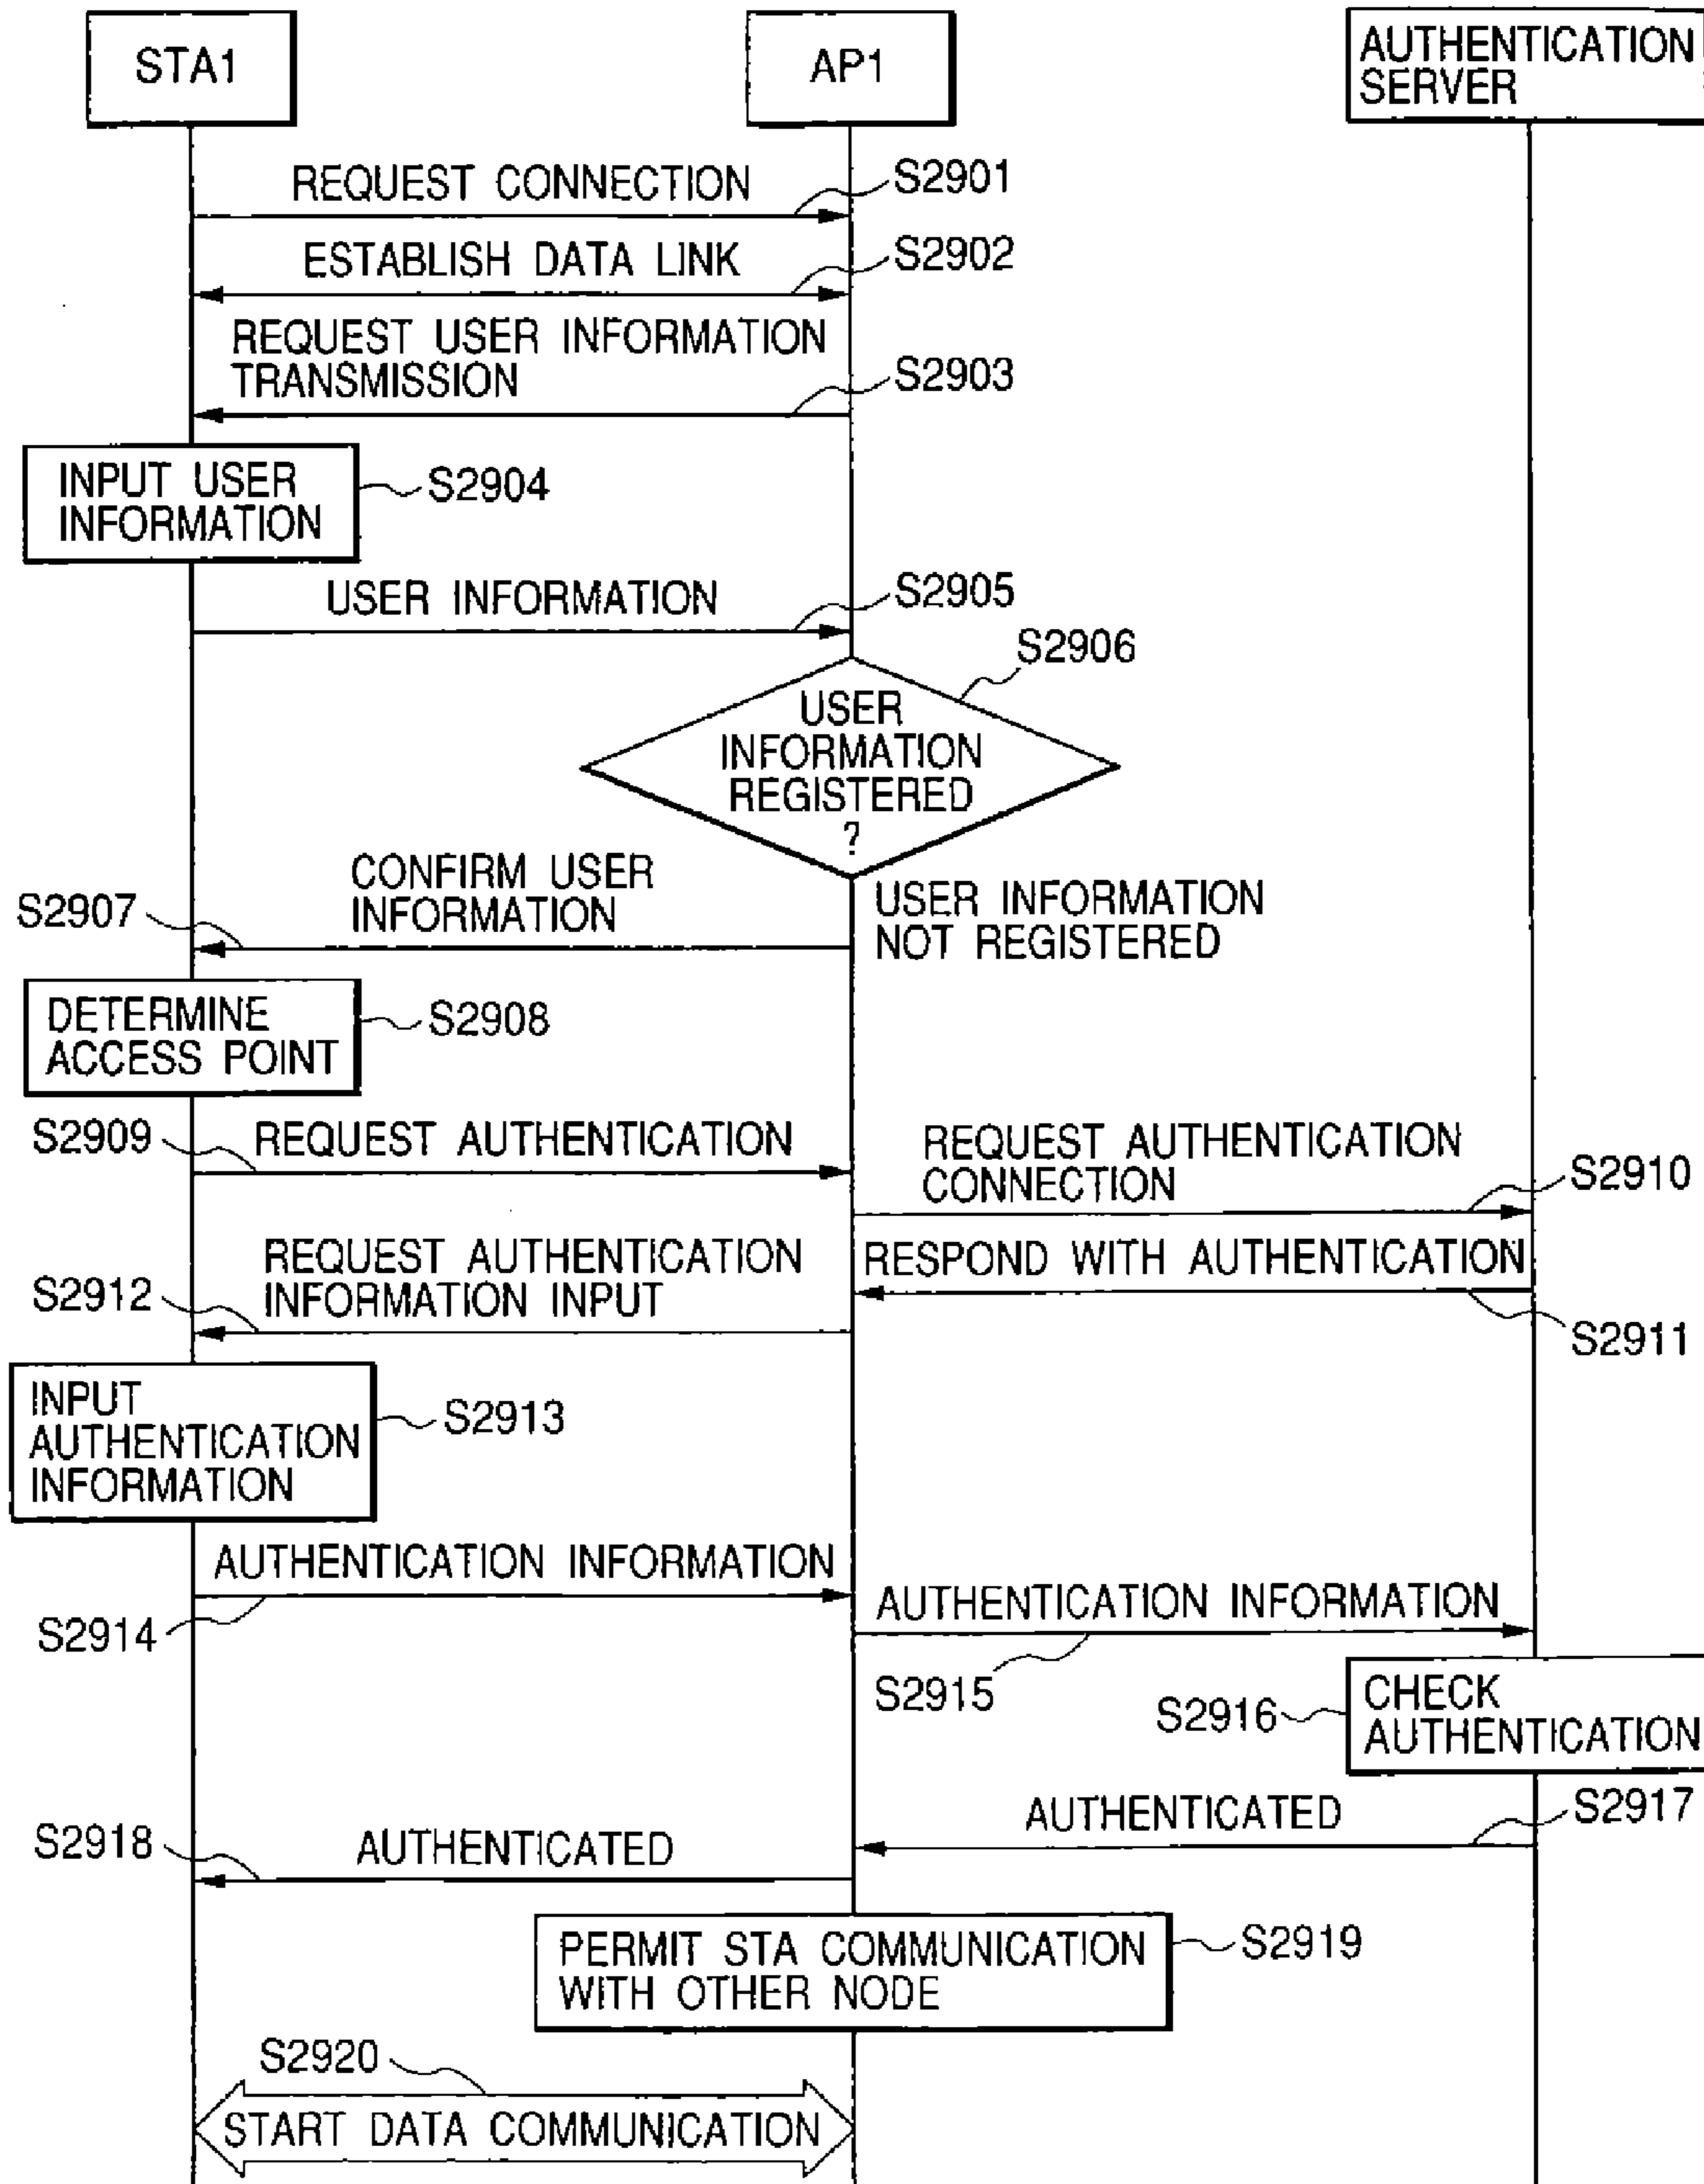 STA1
AP1
AUTHENTICATION
SERVER
REQUEST CONNECTION
S2901
ESTABLISH DATA LINK
S2902
REQUEST USER INFORMATION
TRANSMISSION
S2903
INPUT USER
INFORMATION
S2904
USER INFORMATION
S2905
S2906
USER
INFORMATION
REGISTERED
?
CONFIRM USER
INFORMATION
S2907
USER INFORMATION
NOT REGISTERED
DETERMINE
ACCESS POINT
S2908
S2909
REQUEST AUTHENTICATION
REQUEST AUTHENTICATION
CONNECTION
S2910
RESPOND WITH AUTHENTICATION
S2911
REQUEST AUTHENTICATION
INFORMATION INPUT
S2912
INPUT
AUTHENTICATION
INFORMATION
S2913
AUTHENTICATION INFORMATION
S2914
AUTHENTICATION INFORMATION
S2915
S2916
CHECK
AUTHENTICATION
AUTHENTICATED
S2917
S2918
AUTHENTICATED
PERMIT STA COMMUNICATION
WITH OTHER NODE
S2919
S2920
START DATA COMMUNICATION